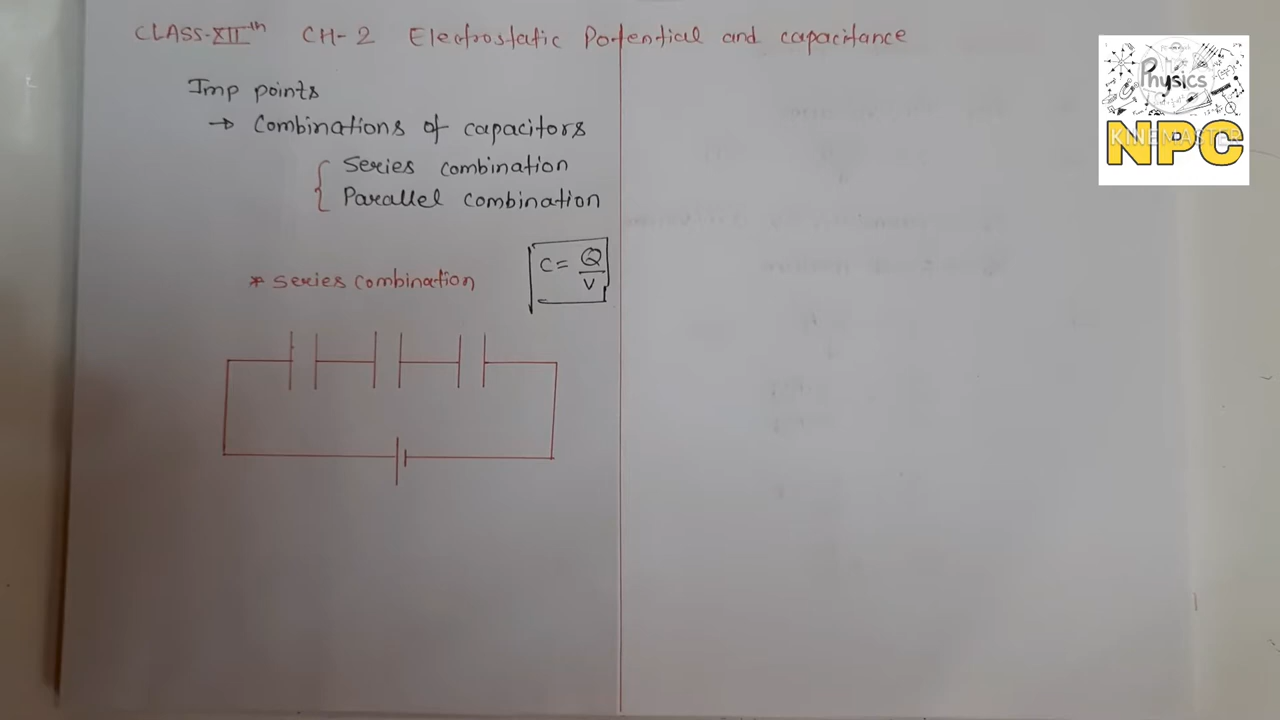 CLASS-XIIth CH-2 Electrostatic Potential and capacitance
Imp points
→ Combinations of capacitors
Series combination
Parallel combination
* Series combination
C = Q/V
Physics
KINEMASTER
NPC